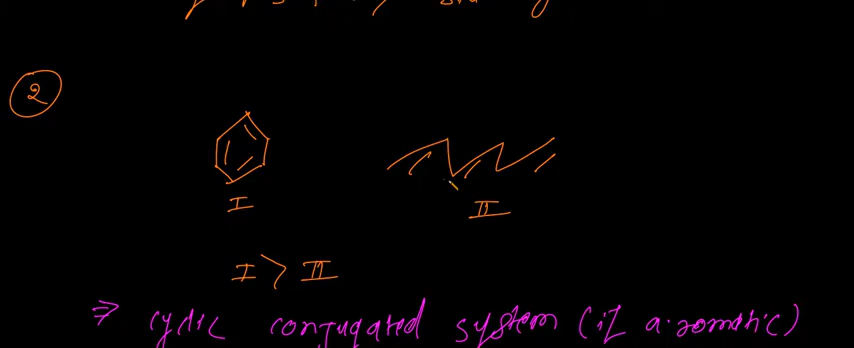 2
I
II
I > II
⇒ cyclic conjugated system (if aromatic)